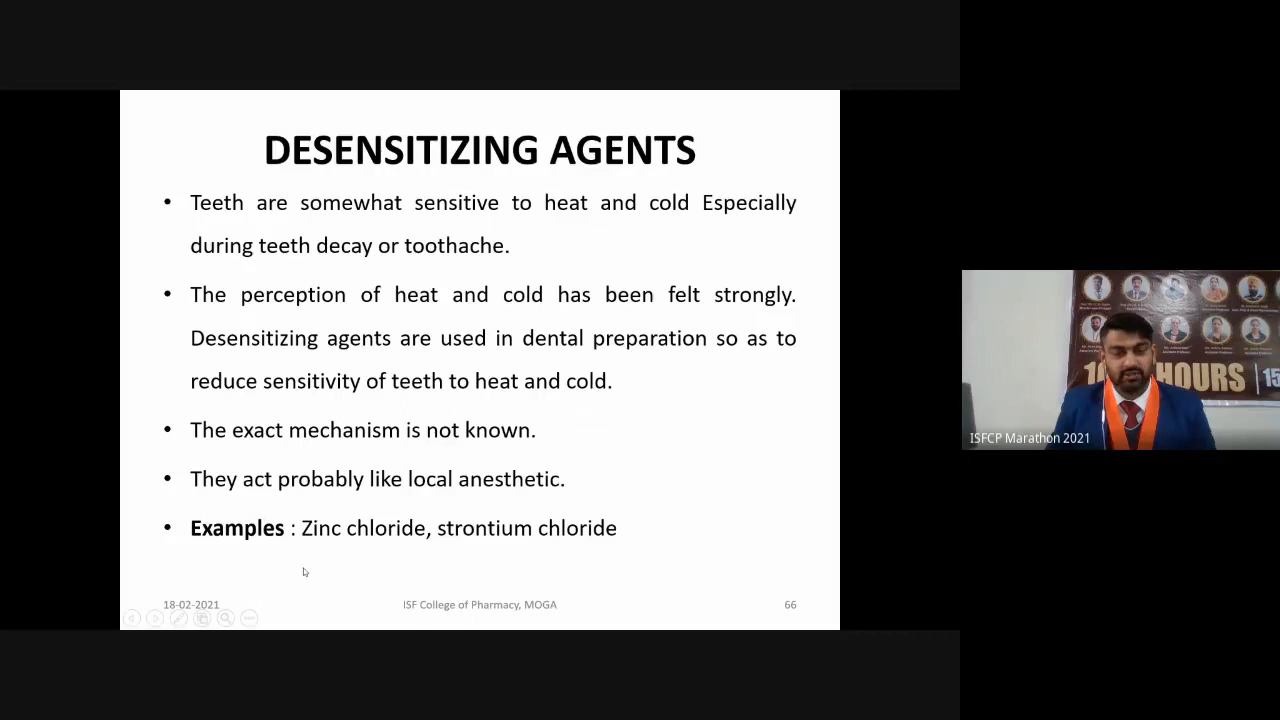 DESENSITIZING AGENTS
• Teeth are somewhat sensitive to heat and cold Especially
during teeth decay or toothache.
• The perception of heat and cold has been felt strongly.
Desensitizing agents are used in dental preparation so as to
reduce sensitivity of teeth to heat and cold.
• The exact mechanism is not known.
• They act probably like local anesthetic.
• Examples : Zinc chloride, strontium chloride
18-02-2021
ISF College of Pharmacy, MOGA
66
HOURS
15
ISFCP Marathon 2021